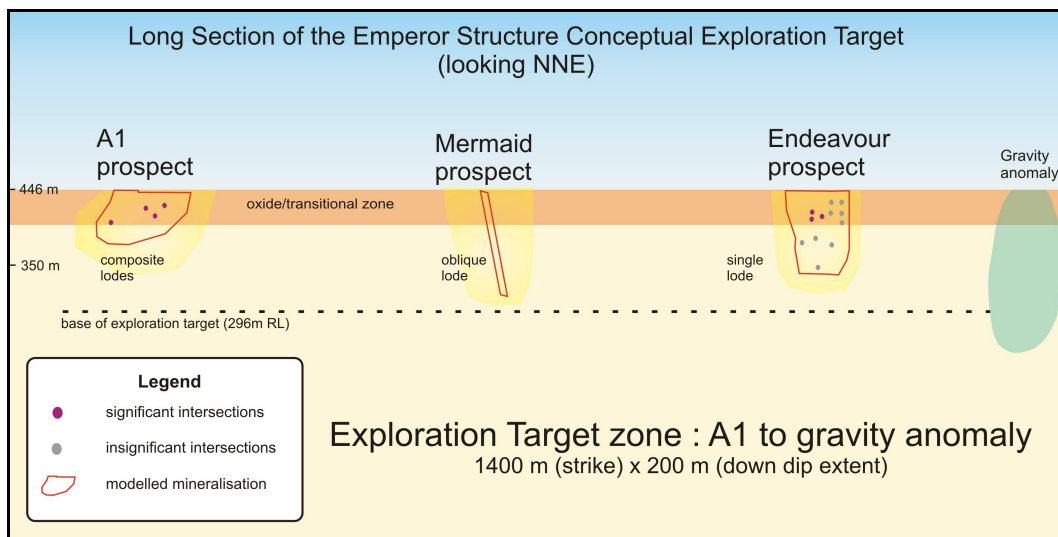 Long Section of the Emperor Structure Conceptual Exploration Target
(looking NNE)
A1
prospect
Mermaid
prospect
Endeavour
prospect
Gravity
anomaly
446 m
oxide/transitional zone
350 m
composite
lodes
oblique
lode
single
lode
base of exploration target (296m RL)
Legend
significant intersections
insignificant intersections
modelled mineralisation
Exploration Target zone : A1 to gravity anomaly
1400 m (strike) x 200 m (down dip extent)